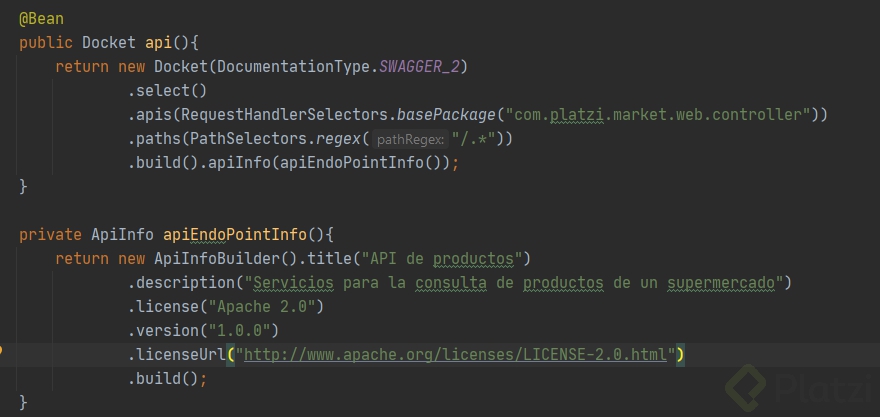 @Bean
public Docket api(){
return new Docket(DocumentationType.SWAGGER_2)
.select()
.apis(RequestHandlerSelectors.basePackage("com.platzi.market.web.controller"))
.paths(PathSelectors.regex( pathRegex: "/.*"))
.build().apiInfo(apiEndoPointInfo());
}
private ApiInfo apiEndoPointInfo(){
return new ApiInfoBuilder().title("API de productos")
.description("Servicios para la consulta de productos de un supermercado")
.license("Apache 2.0")
.version("1.0.0")
.licenseUrl("http://www.apache.org/licenses/LICENSE-2.0.html")
.build();
}
Platzi